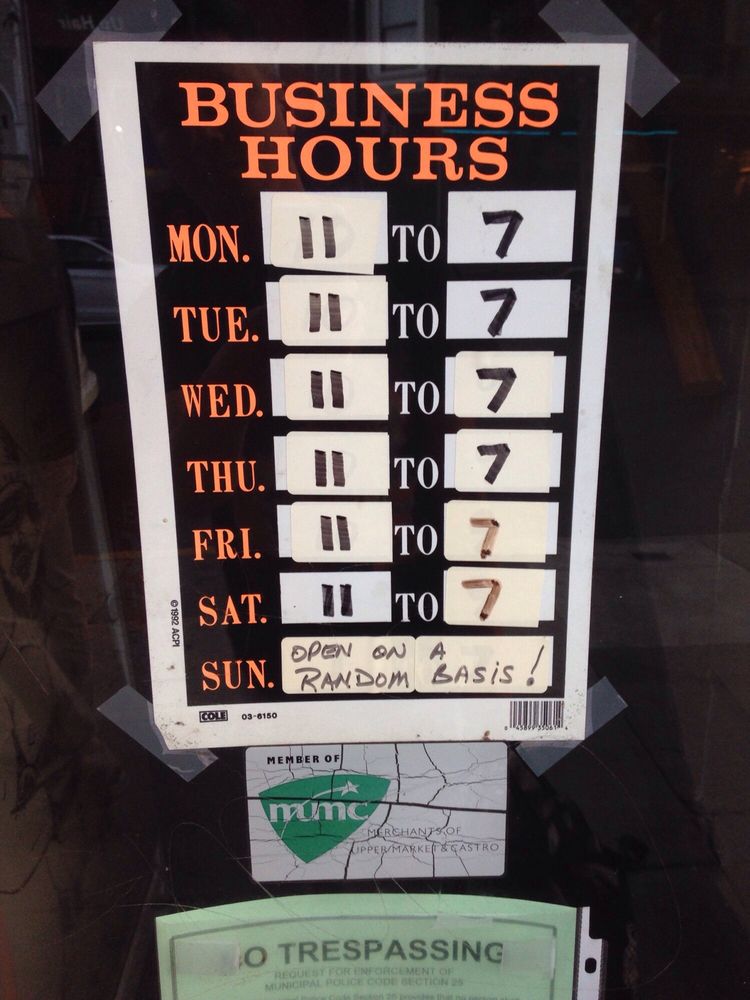 BUSINESS
HOURS
MON. 11 TO 7
TUE. 11 TO 7
WED. 11 TO 7
THU. 11 TO 7
FRI. 11 TO 7
SAT. 11 TO 7
SUN. OPEN ON A
RANDOM BASIS!
© 1992 ACPI
COLE 03-6150
MEMBER OF
mumc
MERCHANTS OF
UPPER MARKET & CASTRO
O TRESPASSING
REQUEST FOR ENFORCEMENT OF
MUNICIPAL POLICE CODE SECTION 25